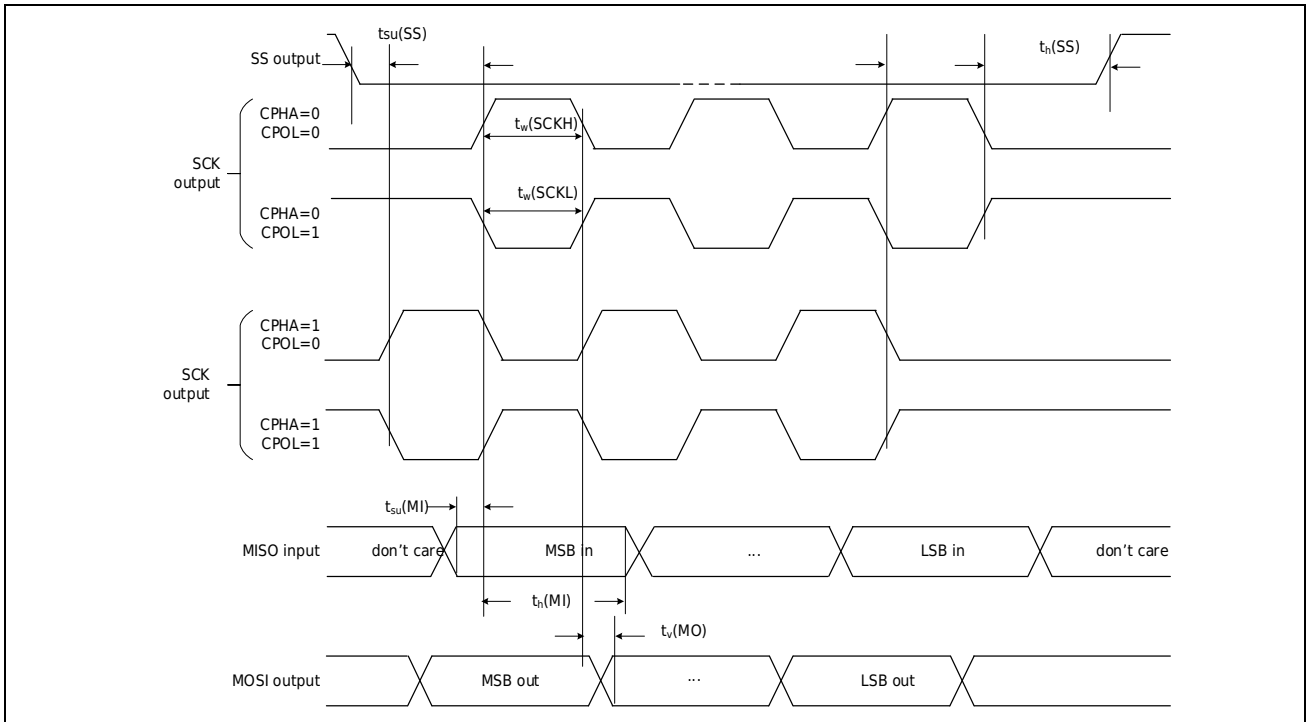 tsu(SS)
th(SS)
SS output
CPHA=0
CPOL=0
tw(SCKH)
SCK
output
tw(SCKL)
CPHA=0
CPOL=1
CPHA=1
CPOL=0
SCK
output
CPHA=1
CPOL=1
tsu(MI)
MISO input
don't care
MSB in
...
LSB in
don't care
th(MI)
tv(MO)
MOSI output
MSB out
...
LSB out